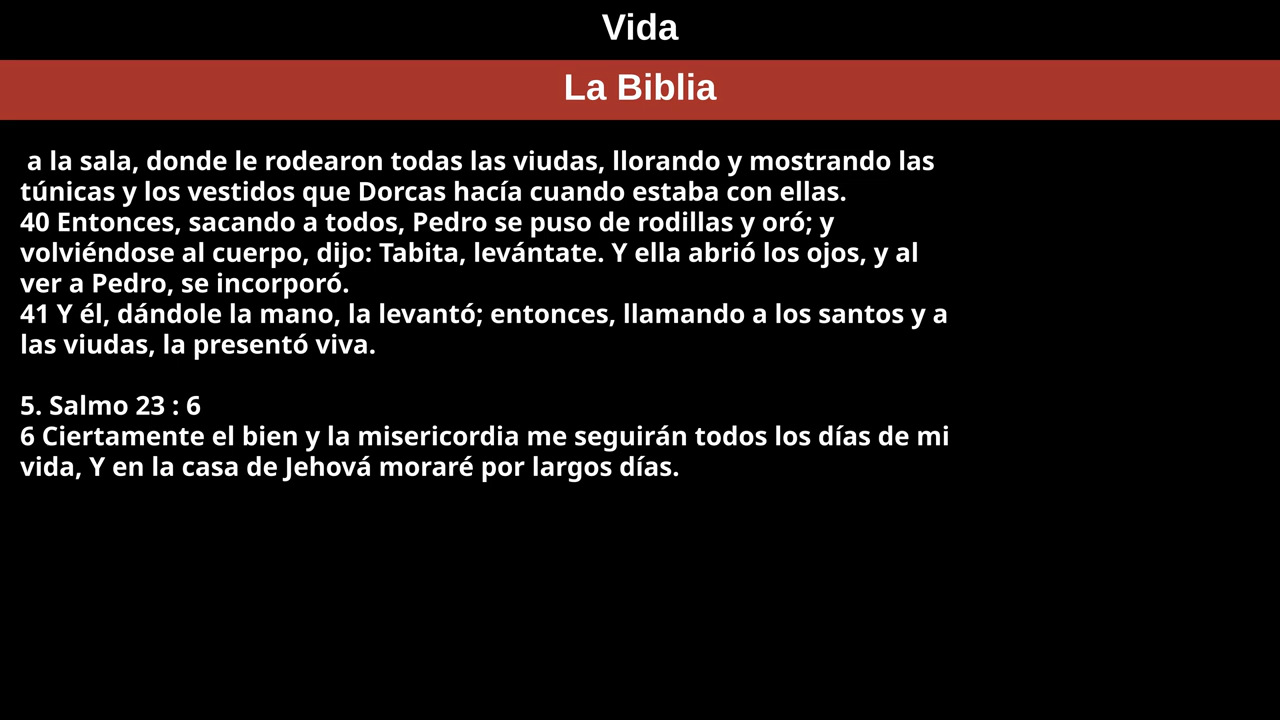 Vida
La Biblia
a la sala, donde le rodearon todas las viudas, llorando y mostrando las
túnicas y los vestidos que Dorcas hacía cuando estaba con ellas.
40 Entonces, sacando a todos, Pedro se puso de rodillas y oró; y
volviéndose al cuerpo, dijo: Tabita, levántate. Y ella abrió los ojos, y al
ver a Pedro, se incorporó.
41 Y él, dándole la mano, la levantó; entonces, llamando a los santos y a
las viudas, la presentó viva.
5. Salmo 23 : 6
6 Ciertamente el bien y la misericordia me seguirán todos los días de mi
vida, Y en la casa de Jehová moraré por largos días.